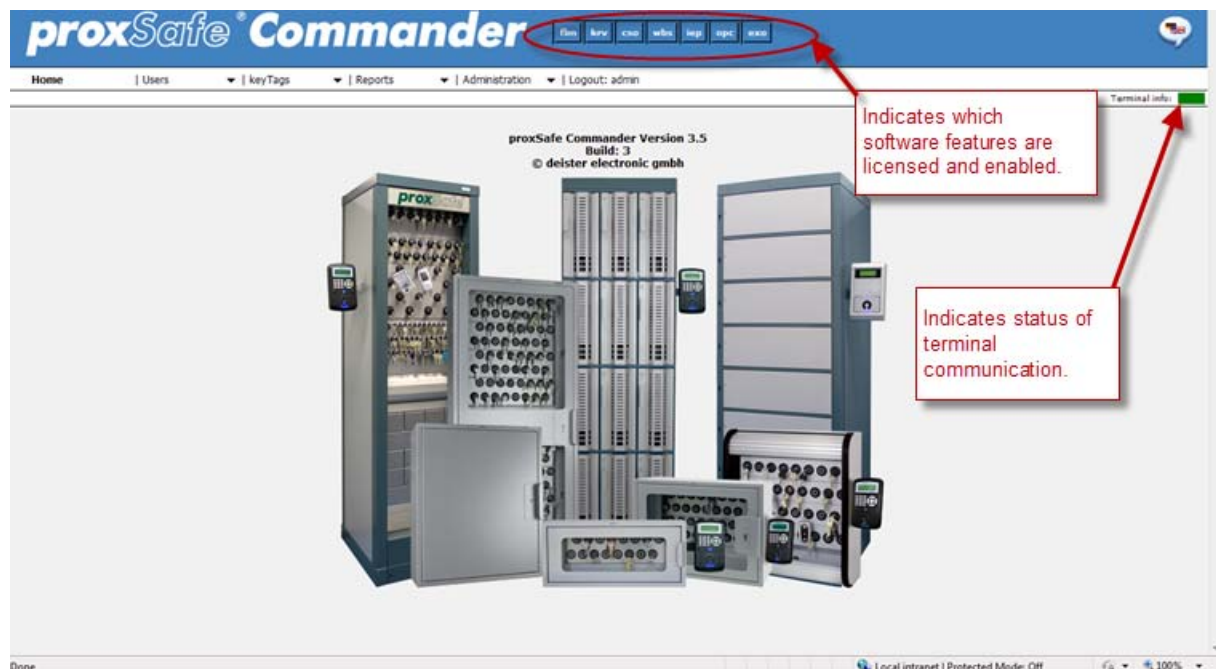 proxSafe® Commander
flm krv cso wbs iep opc exo
Home | Users | keyTags | Reports | Administration | Logout: admin
Terminal info:
Indicates which
software features are
licensed and enabled.
proxSafe Commander Version 3.5
Build: 3
© deister electronic gmbh
proxSafe
Indicates status of
terminal
communication.
Done
Local intranet | Protected Mode: Off
100%